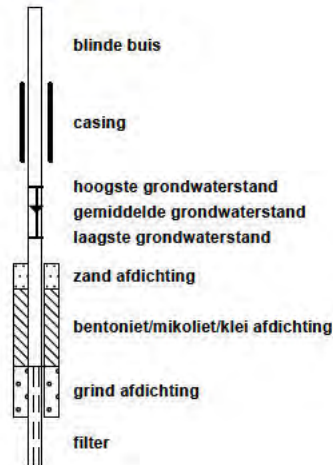 blinde buis
casing
hoogste grondwaterstand
gemiddelde grondwaterstand
laagste grondwaterstand
zand afdichting
bentoniet/mikoliet/klei afdichting
grind afdichting
filter